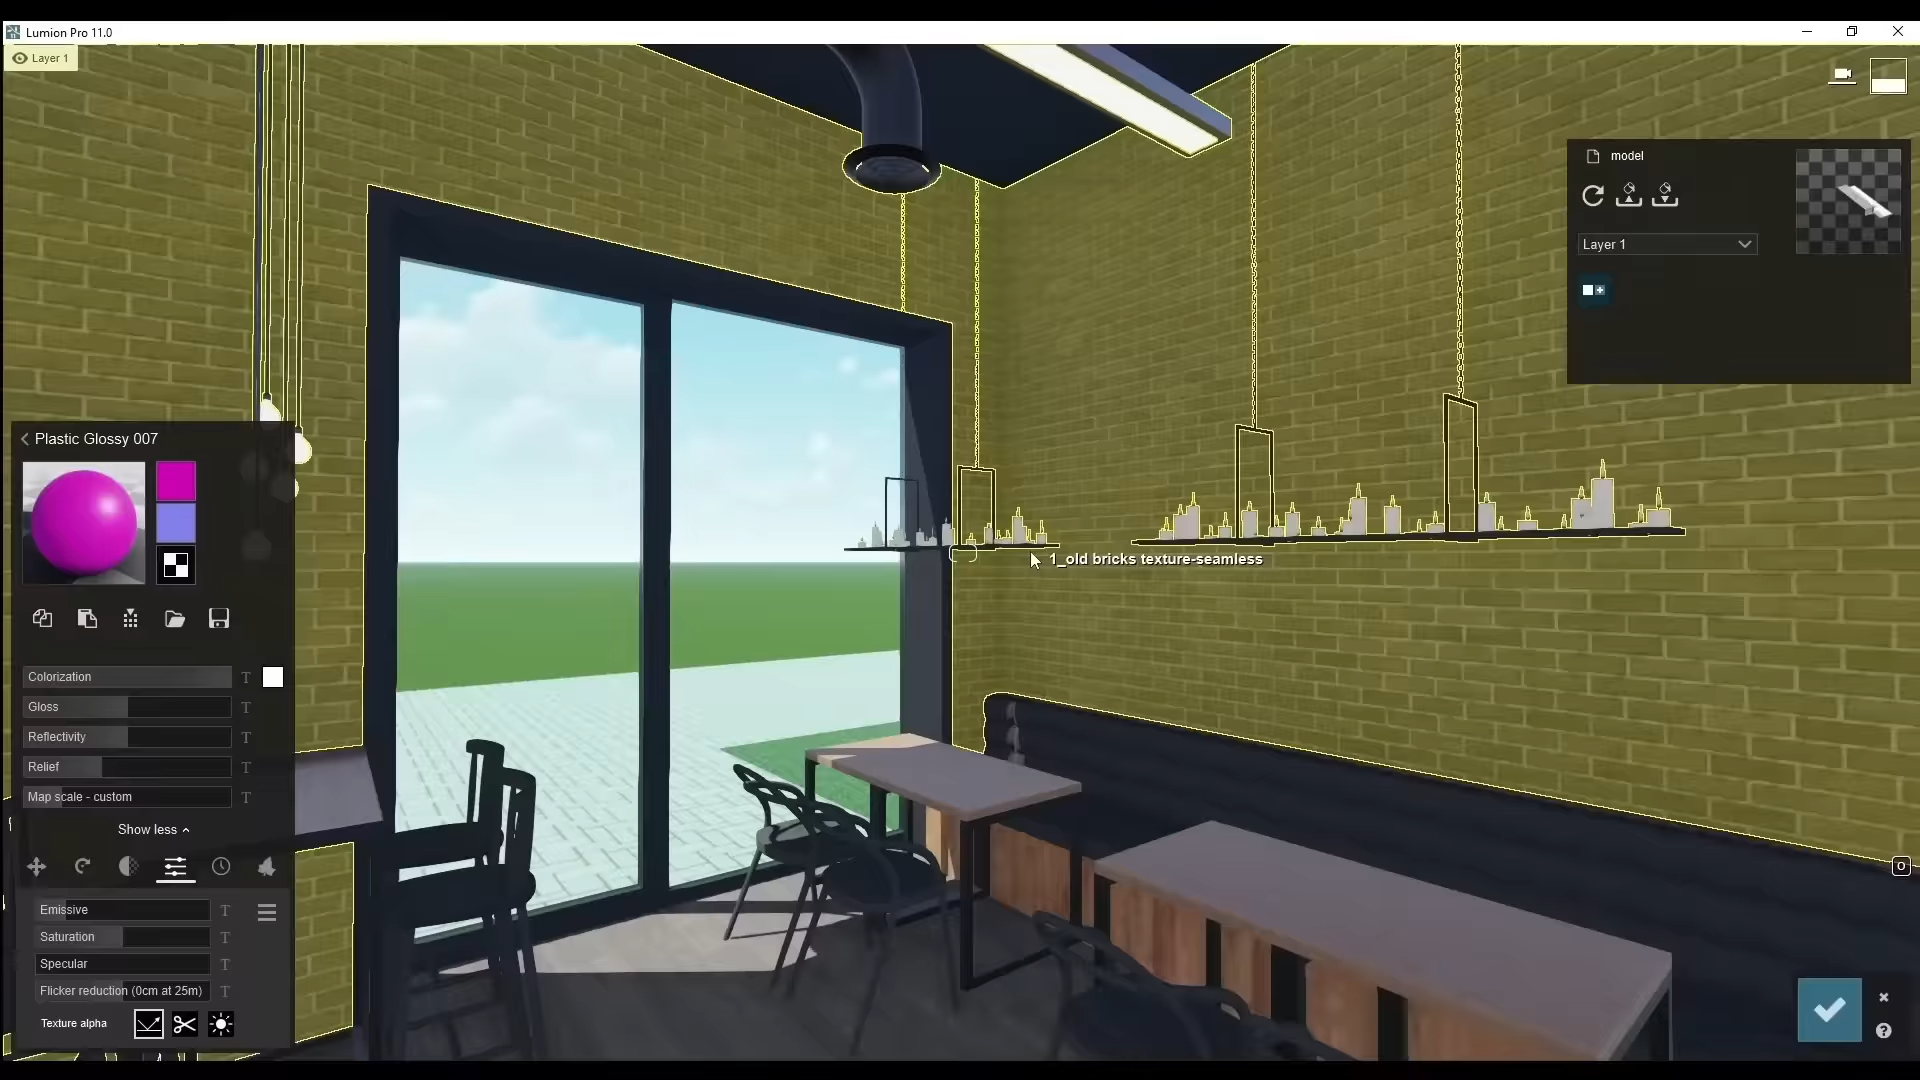 Lumion Pro 11.0
Layer 1
model
Layer 1
Plastic Glossy 007
1_old bricks texture-seamless
Colorization T
Gloss T
Reflectivity T
Relief T
Map scale - custom T
Show less
Emissive T
Saturation T
Specular T
Flicker reduction (0cm at 25m) T
Texture alpha
O
?